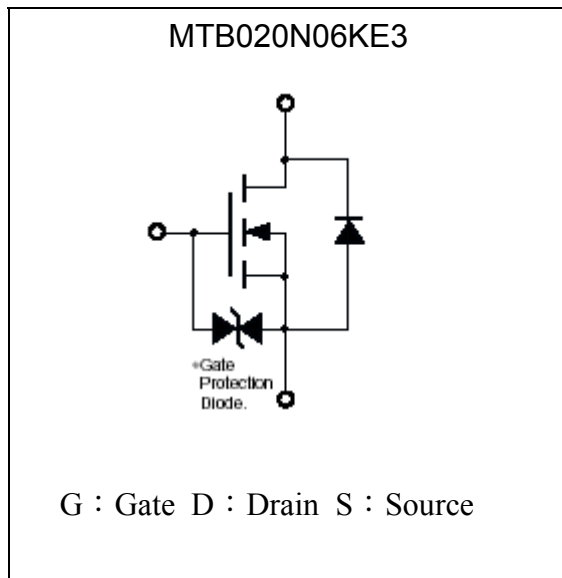 MTB020N06KE3
*Gate
Protection
Diode.
G：Gate D：Drain S：Source